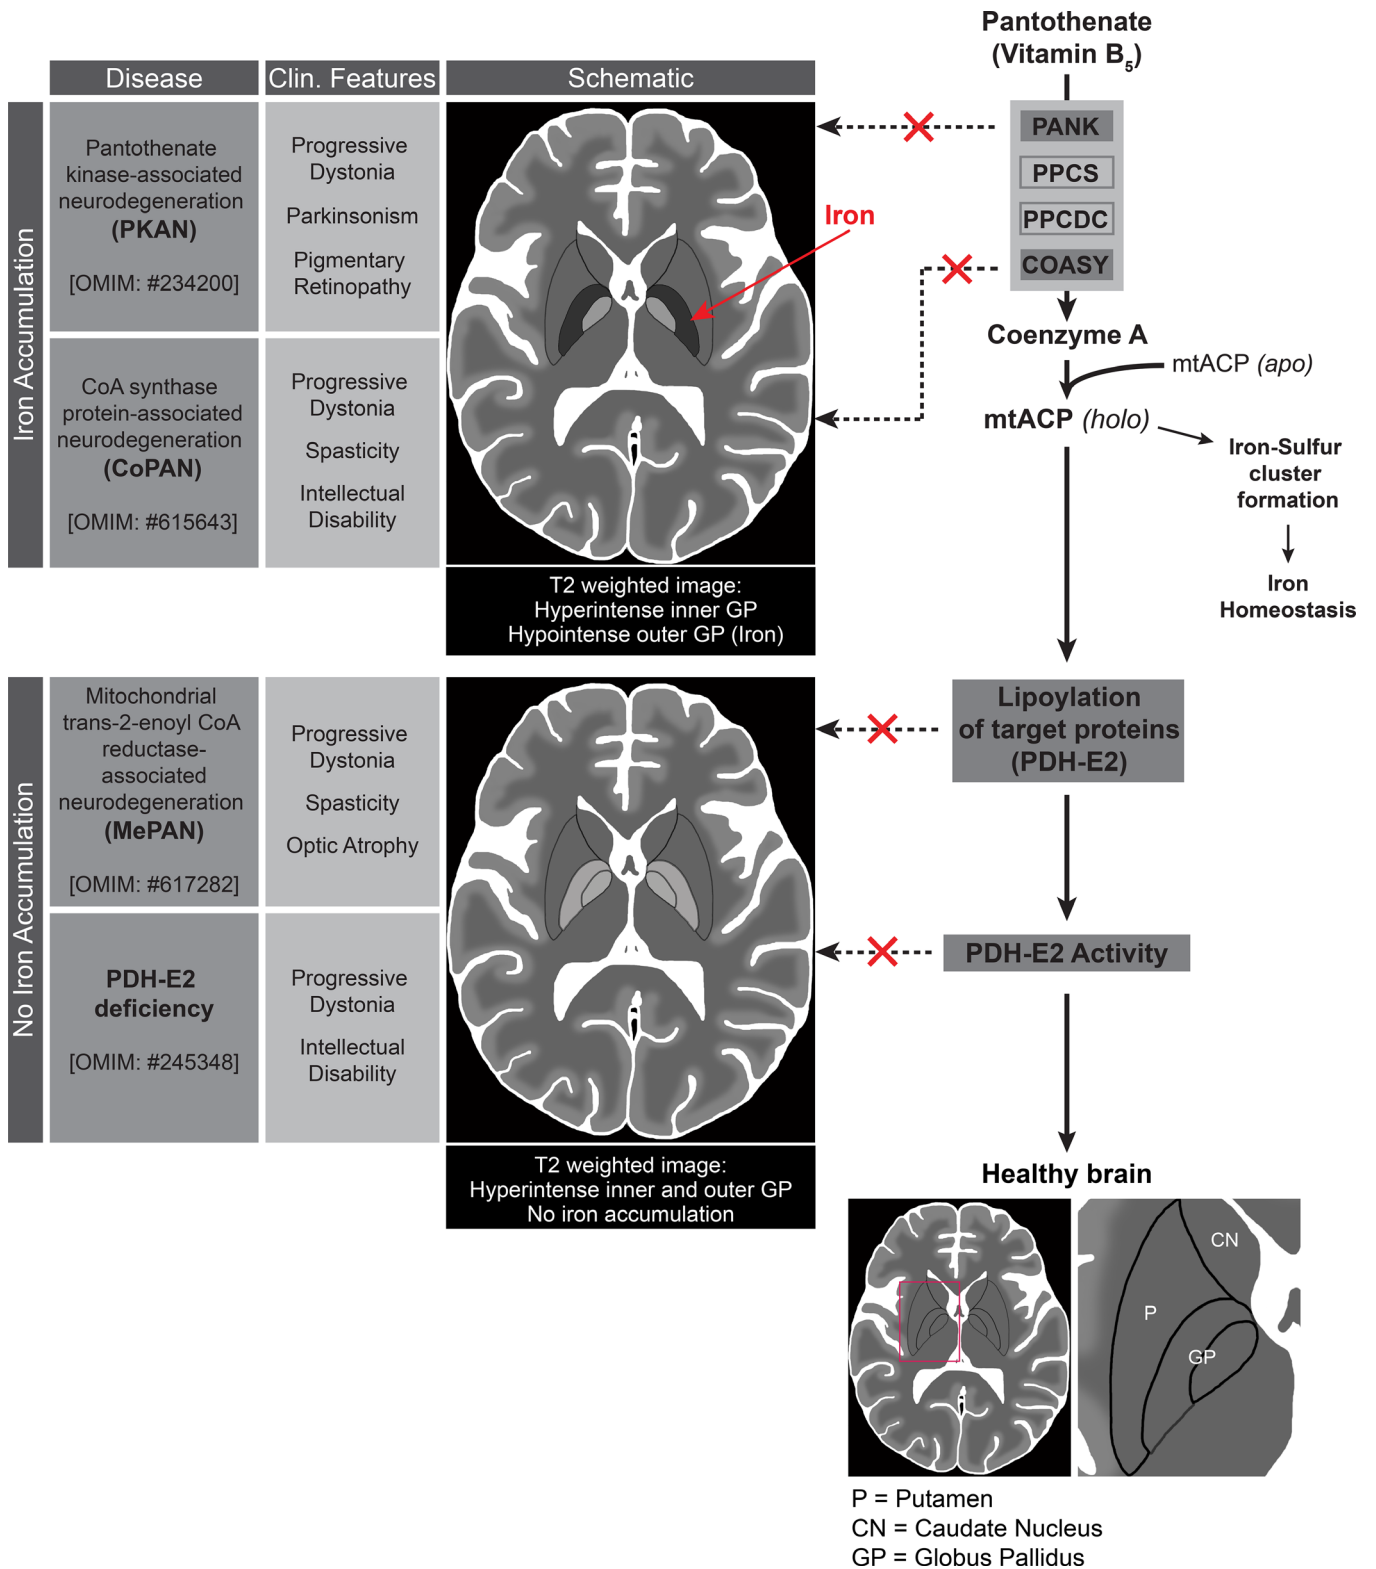 Disease
Clin. Features
Schematic
Iron Accumulation
Pantothenate
kinase-associated
neurodegeneration
(PKAN)
[OMIM: #234200]
Progressive
Dystonia
Parkinsonism
Pigmentary
Retinopathy
CoA synthase
protein-associated
neurodegeneration
(CoPAN)
[OMIM: #615643]
Progressive
Dystonia
Spasticity
Intellectual
Disability
Iron
T2 weighted image:
Hyperintense inner GP
Hypointense outer GP (Iron)
No Iron Accumulation
Mitochondrial
trans-2-enoyl CoA
reductase-
associated
neurodegeneration
(MePAN)
[OMIM: #617282]
Progressive
Dystonia
Spasticity
Optic Atrophy
PDH-E2
deficiency
[OMIM: #245348]
Progressive
Dystonia
Intellectual
Disability
T2 weighted image:
Hyperintense inner and outer GP
No iron accumulation
Pantothenate
(Vitamin B5)
PANK
PPCS
PPCDC
COASY
Coenzyme A
mtACP (apo)
mtACP (holo)
Iron-Sulfur
cluster
formation
Iron
Homeostasis
Lipoylation
of target proteins
(PDH-E2)
PDH-E2 Activity
Healthy brain
CN
P
GP
P = Putamen
CN = Caudate Nucleus
GP = Globus Pallidus